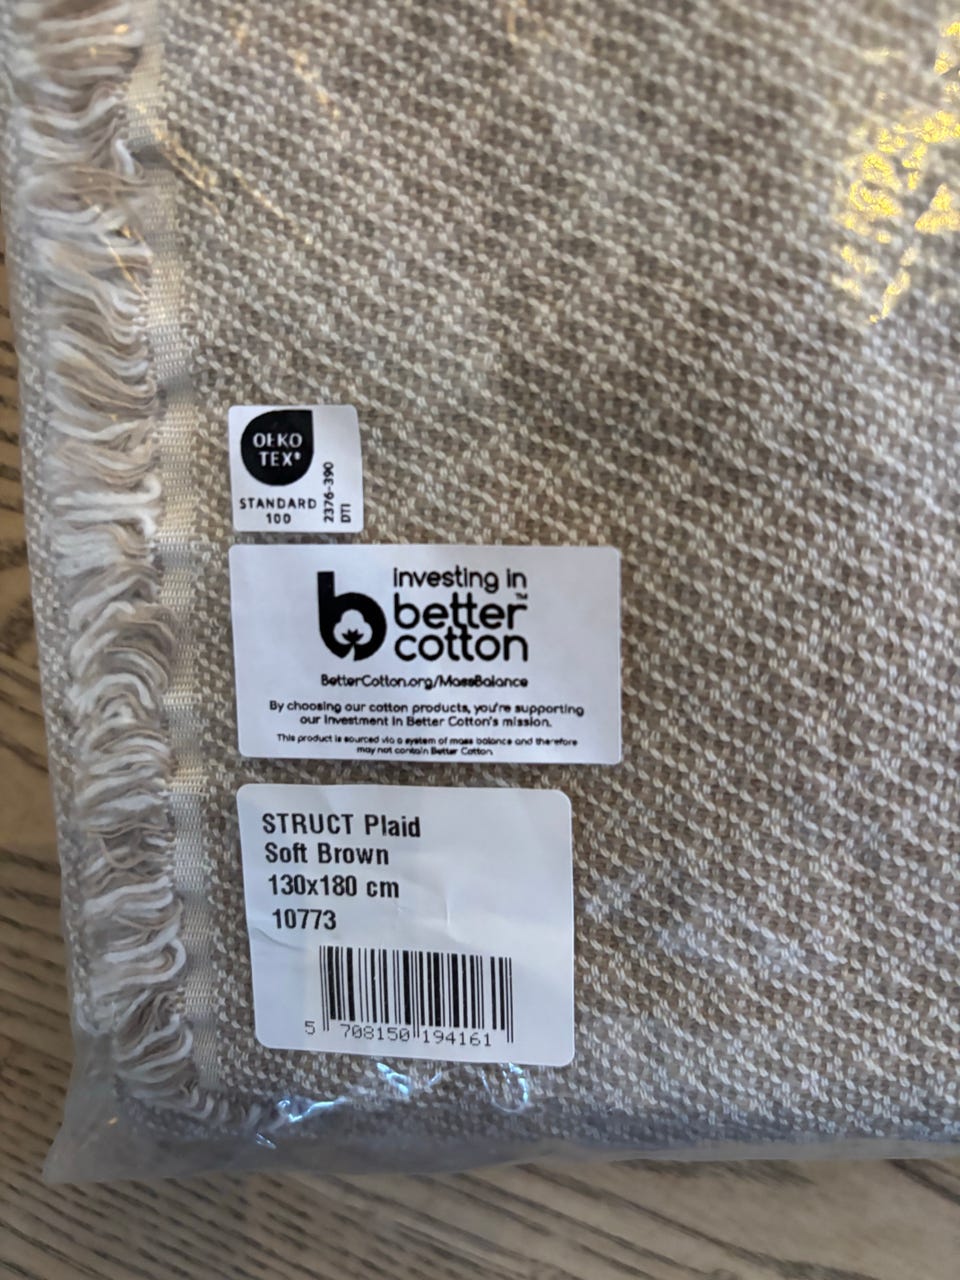 OEKO
TEX®
STANDARD
100
2376-390
DTI
investing in
better™
cotton
BetterCotton.org/MassBalance
By choosing our cotton products, you're supporting
our investment in Better Cotton's mission.
This product is sourced via a system of mass balance and therefore
may not contain Better Cotton
STRUCT Plaid
Soft Brown
130x180 cm
10773
5 708150 194161